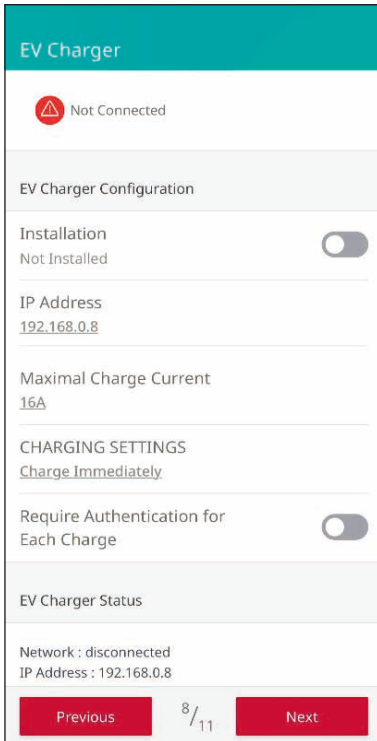 EV Charger
Not Connected
EV Charger Configuration
Installation
Not Installed
IP Address
192.168.0.8
Maximal Charge Current
16A
CHARGING SETTINGS
Charge Immediately
Require Authentication for
Each Charge
EV Charger Status
Network : disconnected
IP Address : 192.168.0.8
Previous 8/11 Next